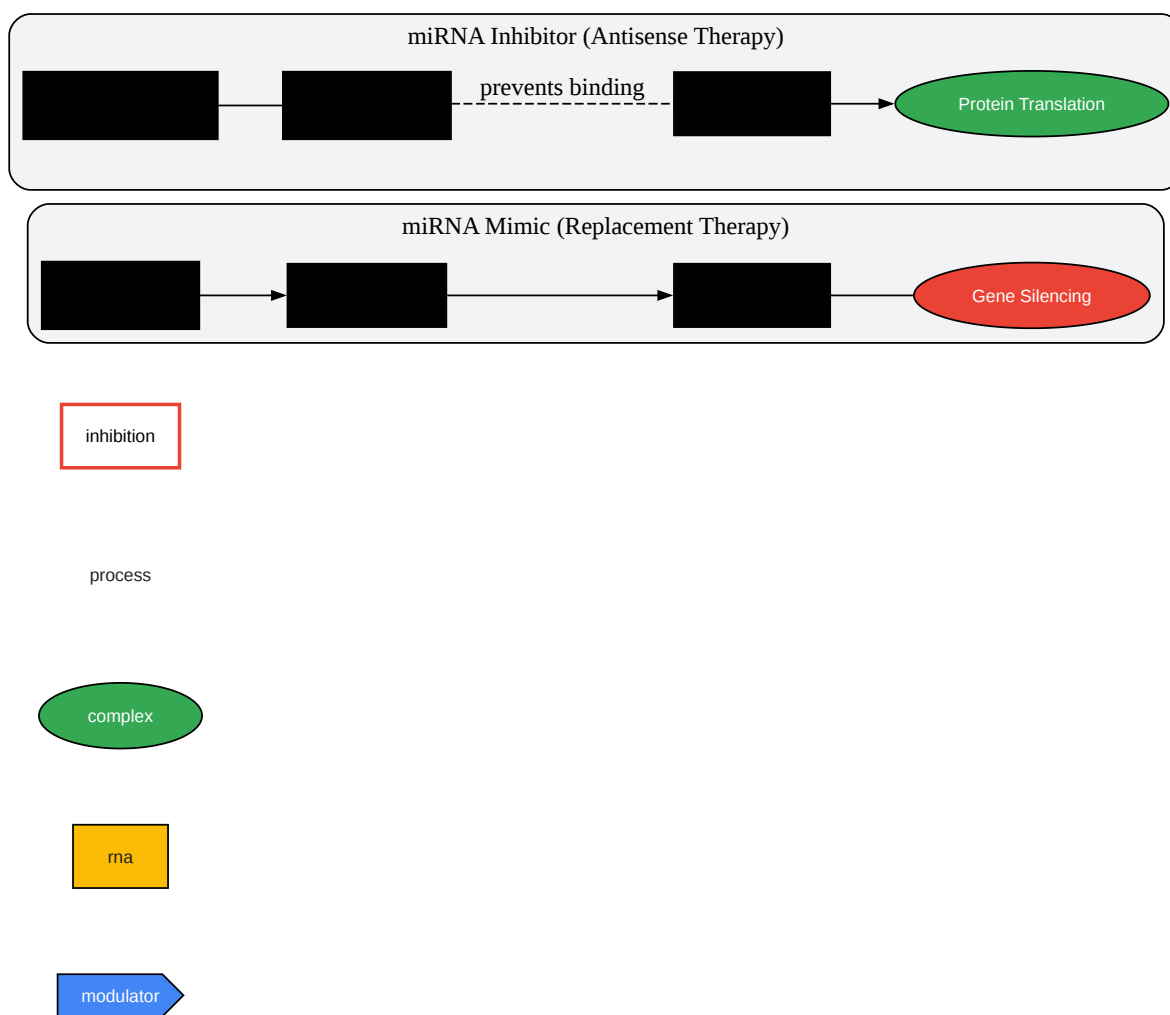 miRNA Inhibitor (Antisense Therapy)
prevents binding
Protein Translation
miRNA Mimic (Replacement Therapy)
Gene Silencing
inhibition
process
complex
rna
modulator